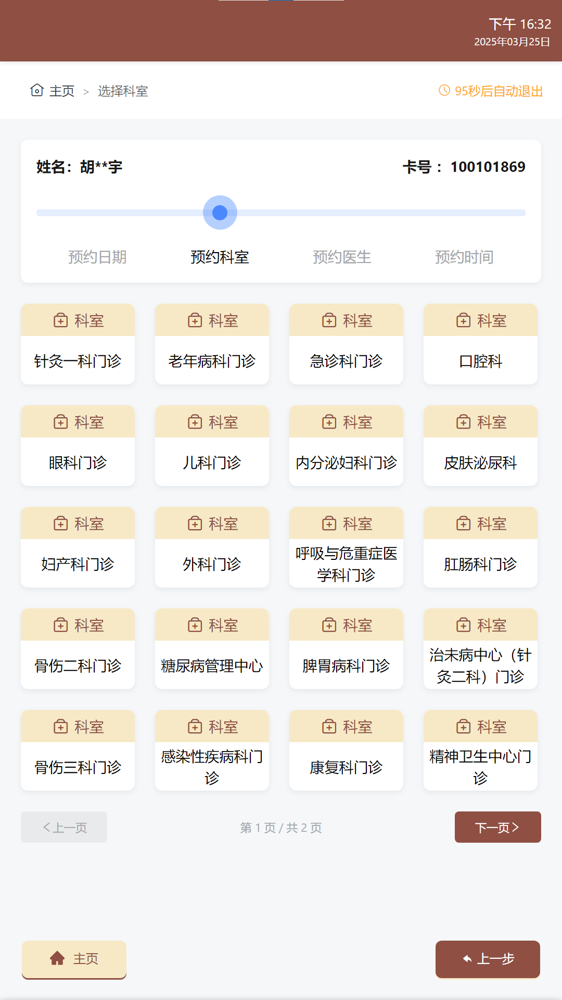 下午 16:32
2025年03月25日
主页 > 选择科室
95秒后自动退出
姓名：胡**宇
卡号 ： 100101869
预约日期 预约科室 预约医生 预约时间
科室 科室 科室 科室
针灸一科门诊 老年病科门诊 急诊科门诊 口腔科
科室 科室 科室 科室
眼科门诊 儿科门诊 内分泌妇科门诊 皮肤泌尿科
科室 科室 科室 科室
妇产科门诊 外科门诊 呼吸与危重症医 肛肠科门诊
学科门诊
科室 科室 科室 科室
骨伤二科门诊 糖尿病管理中心 脾胃病科门诊 治未病中心（针
灸二科）门诊
科室 科室 科室 科室
骨伤三科门诊 感染性疾病科门 康复科门诊 精神卫生中心门
诊 诊
上一页 第 1 页 / 共 2 页 下一页
主页 上一步